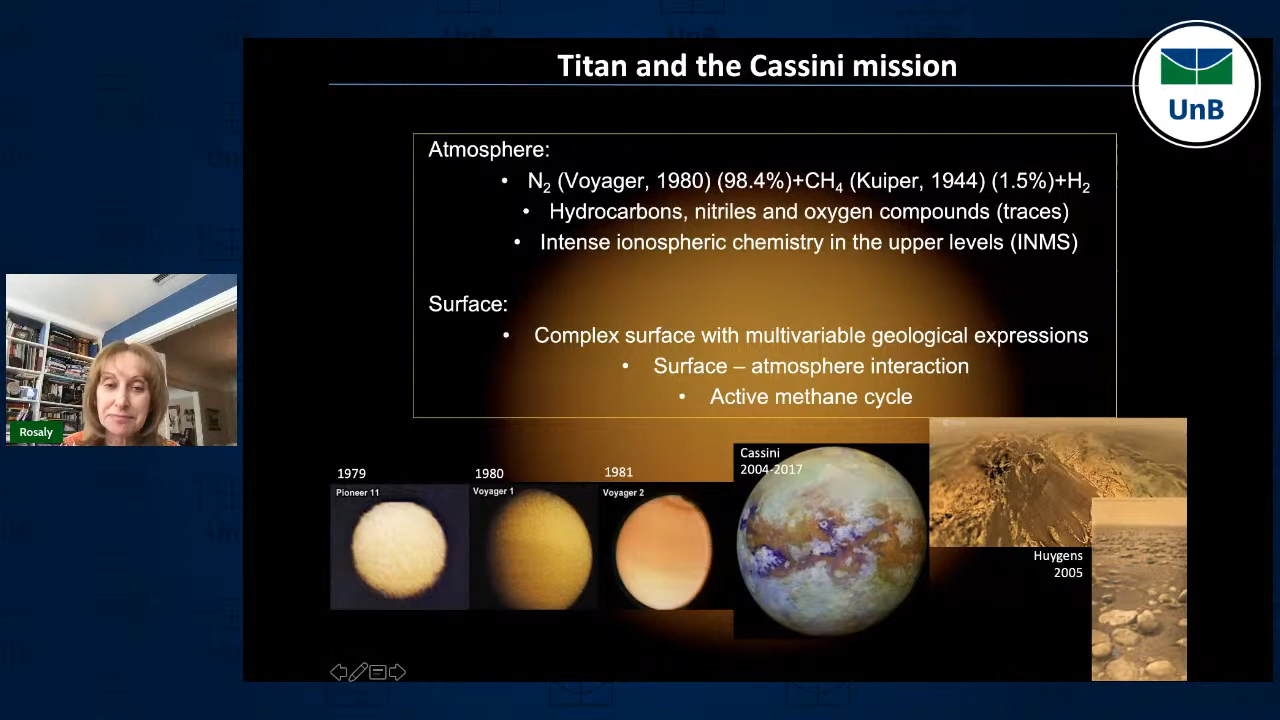 Titan and the Cassini mission
UnB
Atmosphere:
• N₂ (Voyager, 1980) (98.4%)+CH₄ (Kuiper, 1944) (1.5%)+H₂
• Hydrocarbons, nitriles and oxygen compounds (traces)
• Intense ionospheric chemistry in the upper levels (INMS)
Surface:
• Complex surface with multivariable geological expressions
• Surface – atmosphere interaction
• Active methane cycle
Rosaly
1979
Pioneer 11
1980
Voyager 1
1981
Voyager 2
Cassini
2004-2017
Huygens
2005